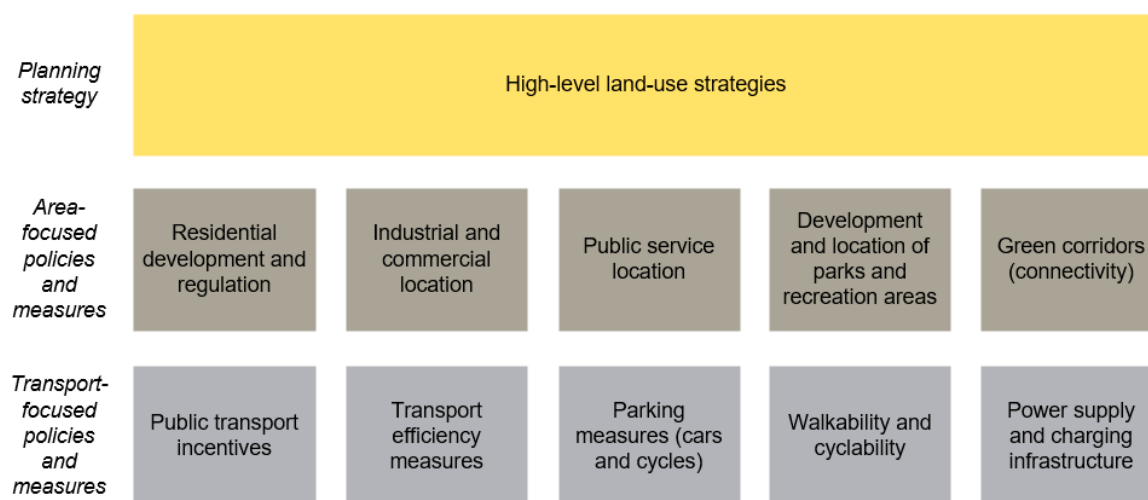 Planning
strategy
High-level land-use strategies
Area-
focused
policies
and
measures
Residential
development and
regulation
Industrial and
commercial
location
Public service
location
Development
and location of
parks and
recreation areas
Green corridors
(connectivity)
Transport-
focused
policies
and
measures
Public transport
incentives
Transport
efficiency
measures
Parking
measures (cars
and cycles)
Walkability and
cyclability
Power supply
and charging
infrastructure